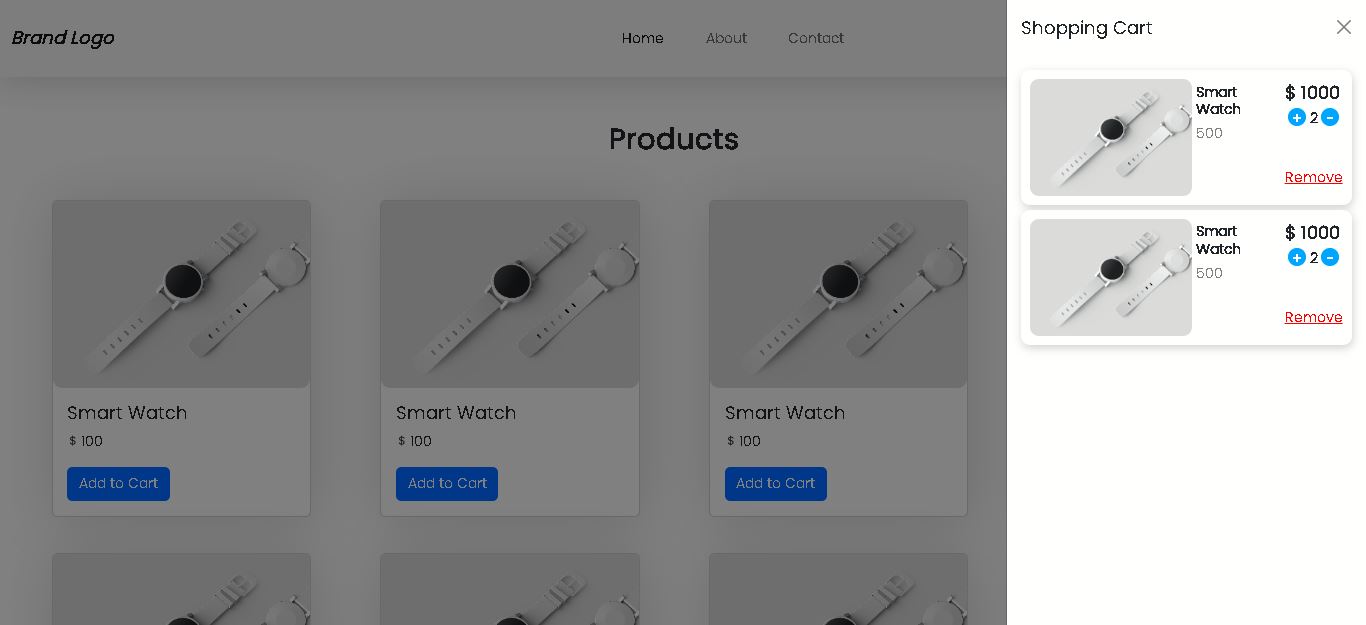 Brand Logo
Home
About
Contact
Products
Smart Watch
$ 100
Add to Cart
Smart Watch
$ 100
Add to Cart
Smart Watch
$ 100
Add to Cart
Shopping Cart
Smart
Watch
500
$ 1000
+ 2 -
Remove
Smart
Watch
500
$ 1000
+ 2 -
Remove